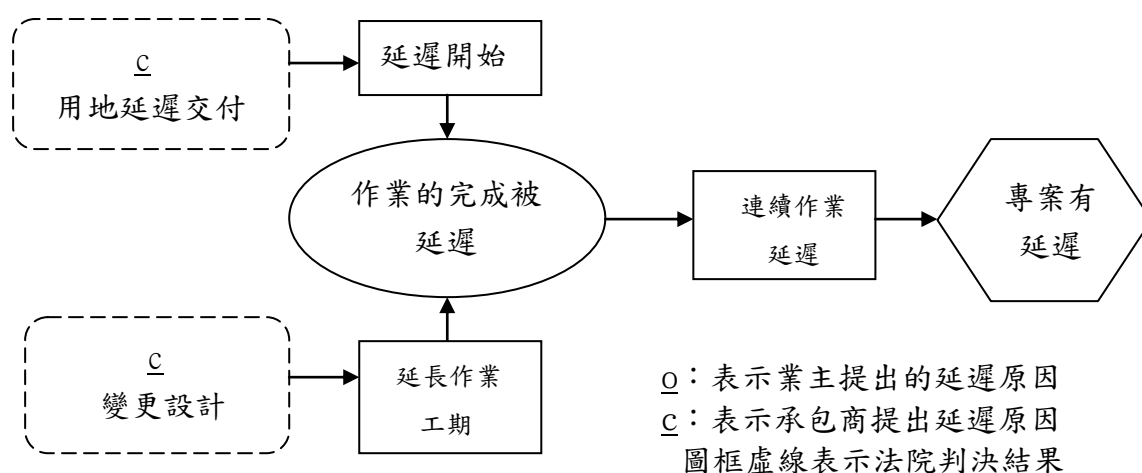 c
用地延遲交付
延遲開始
作業的完成被
延遲
連續作業
延遲
專案有
延遲
c
變更設計
延長作業
工期
o：表示業主提出的延遲原因
c：表示承包商提出延遲原因
圖框虛線表示法院判決結果